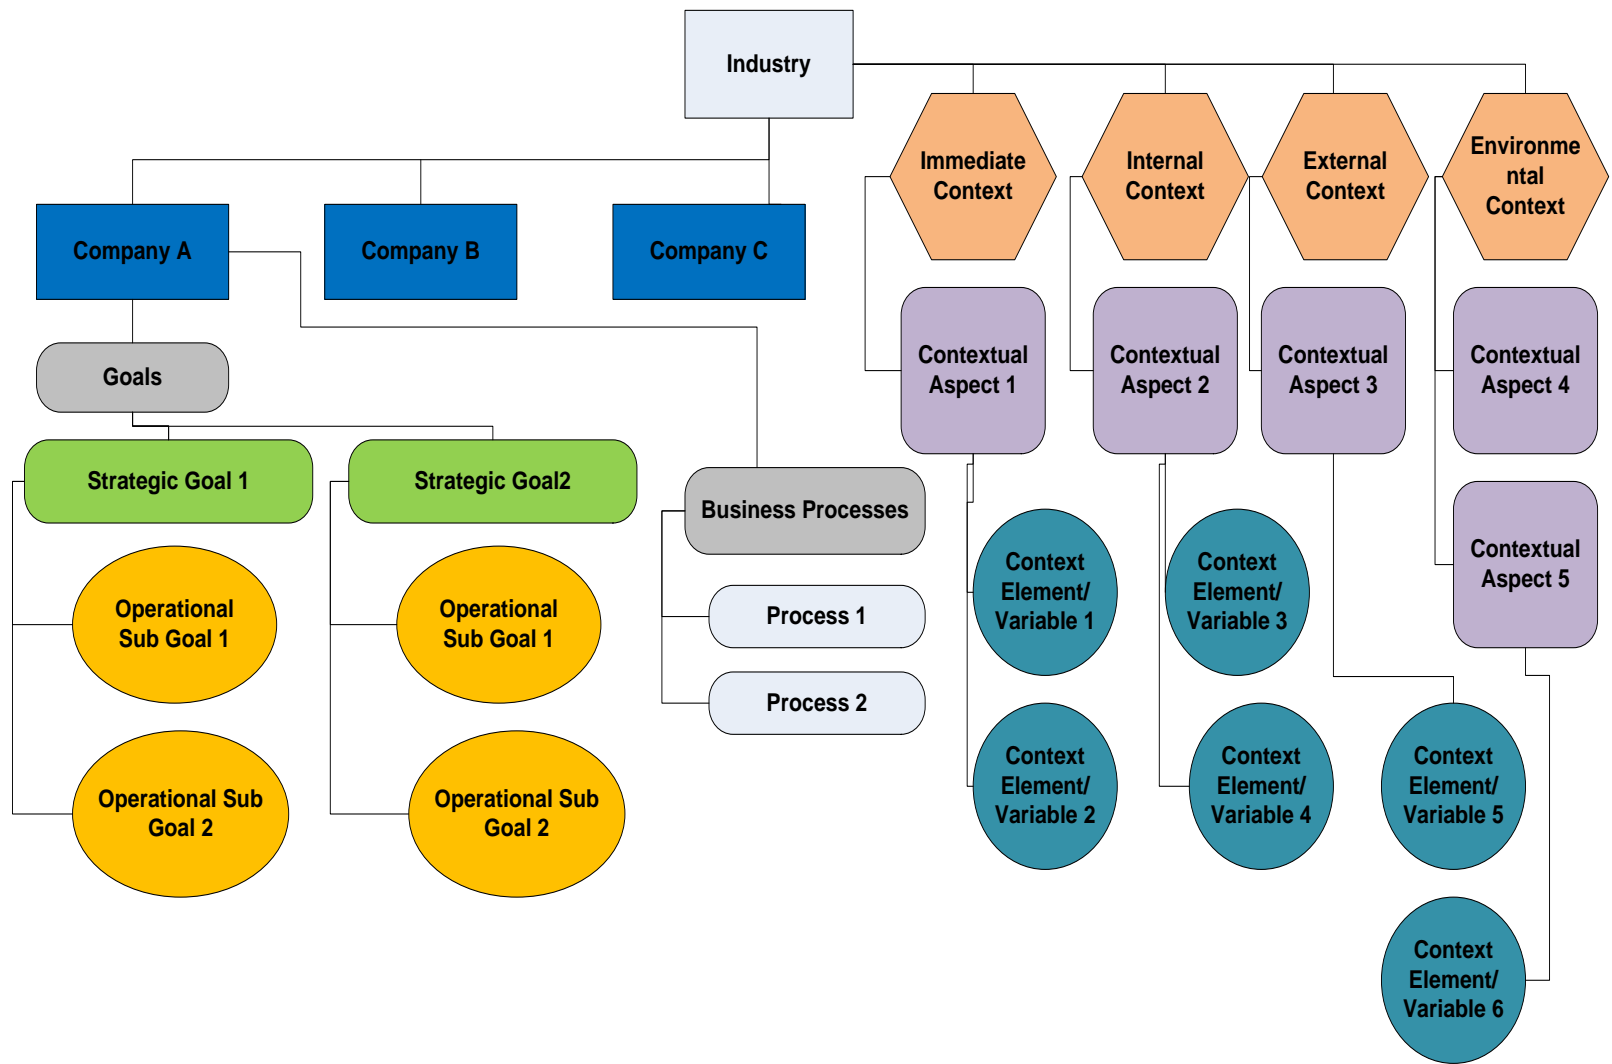 Industry
Immediate
Context
Internal
Context
External
Context
Environme
ntal
Context
Company A
Company B
Company C
Goals
Contextual
Aspect 1
Contextual
Aspect 2
Contextual
Aspect 3
Contextual
Aspect 4
Strategic Goal 1
Strategic Goal2
Business Processes
Contextual
Aspect 5
Operational
Sub Goal 1
Operational
Sub Goal 1
Process 1
Process 2
Context
Element/
Variable 1
Context
Element/
Variable 3
Operational Sub
Goal 2
Operational Sub
Goal 2
Context
Element/
Variable 2
Context
Element/
Variable 4
Context
Element/
Variable 5
Context
Element/
Variable 6